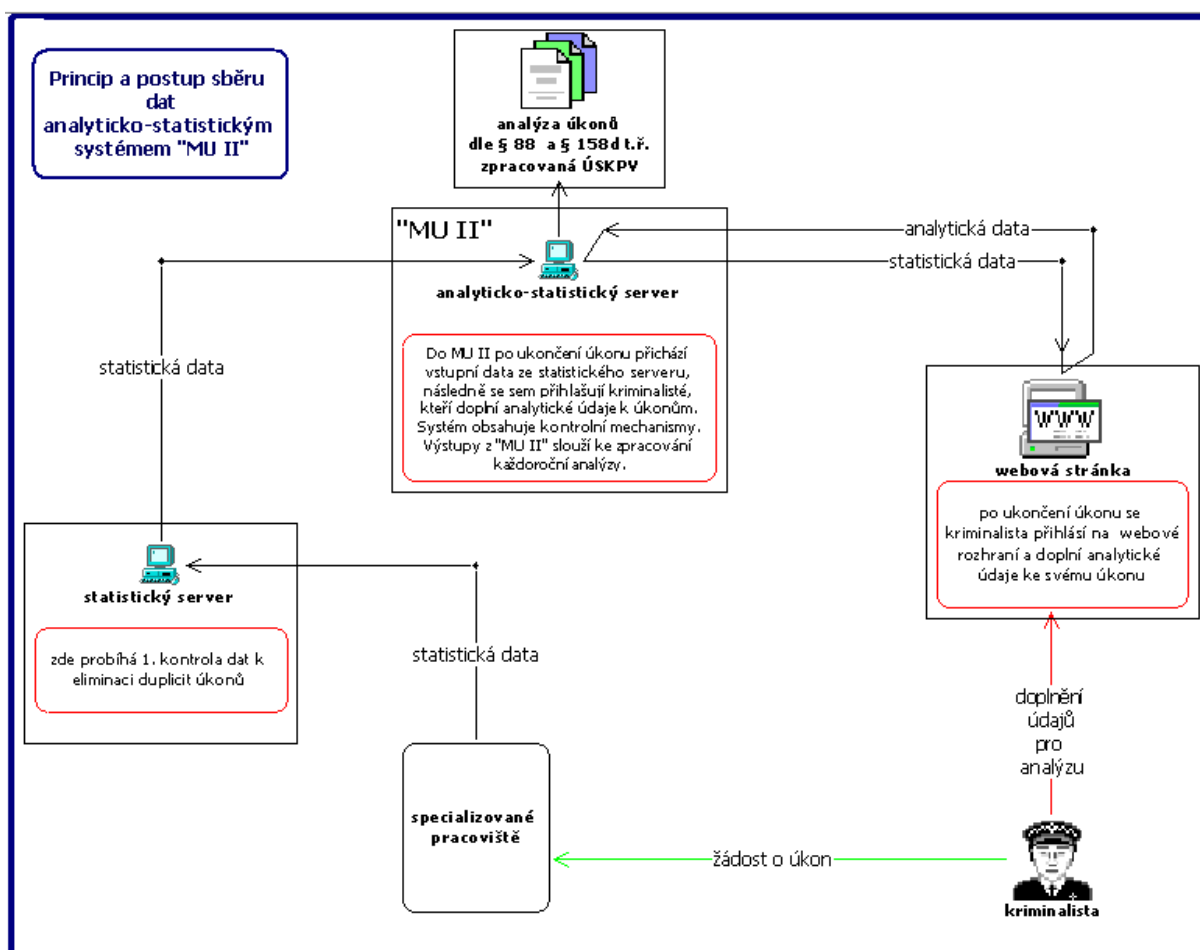 Princip a postup sběru
dat
analyticko-statistickým
systémem "MU II"
analýza úkonů
dle § 88 a § 158d t.ř.
zpracovaná ÚSKPV
"MU II"
analyticko-statistický server
analytická data
statistická data
Do MU II po ukončení úkonu přichází
vstupní data ze statistického serveru,
následně se sem přihlašují kriminalisté,
kteří doplní analytické údaje k úkonům.
Systém obsahuje kontrolní mechanismy.
Výstupy z "MU II" slouží ke zpracování
každoroční analýzy.
statistická data
WWW
webová stránka
po ukončení úkonu se
kriminalista přihlásí na webové
rozhraní a doplní analytické
údaje ke svému úkonu
statistický server
zde probíhá 1. kontrola dat k
eliminaci duplicit úkonů
statistická data
doplnění
údajů
pro
analýzu
specializované
pracoviště
žádost o úkon
kriminalista